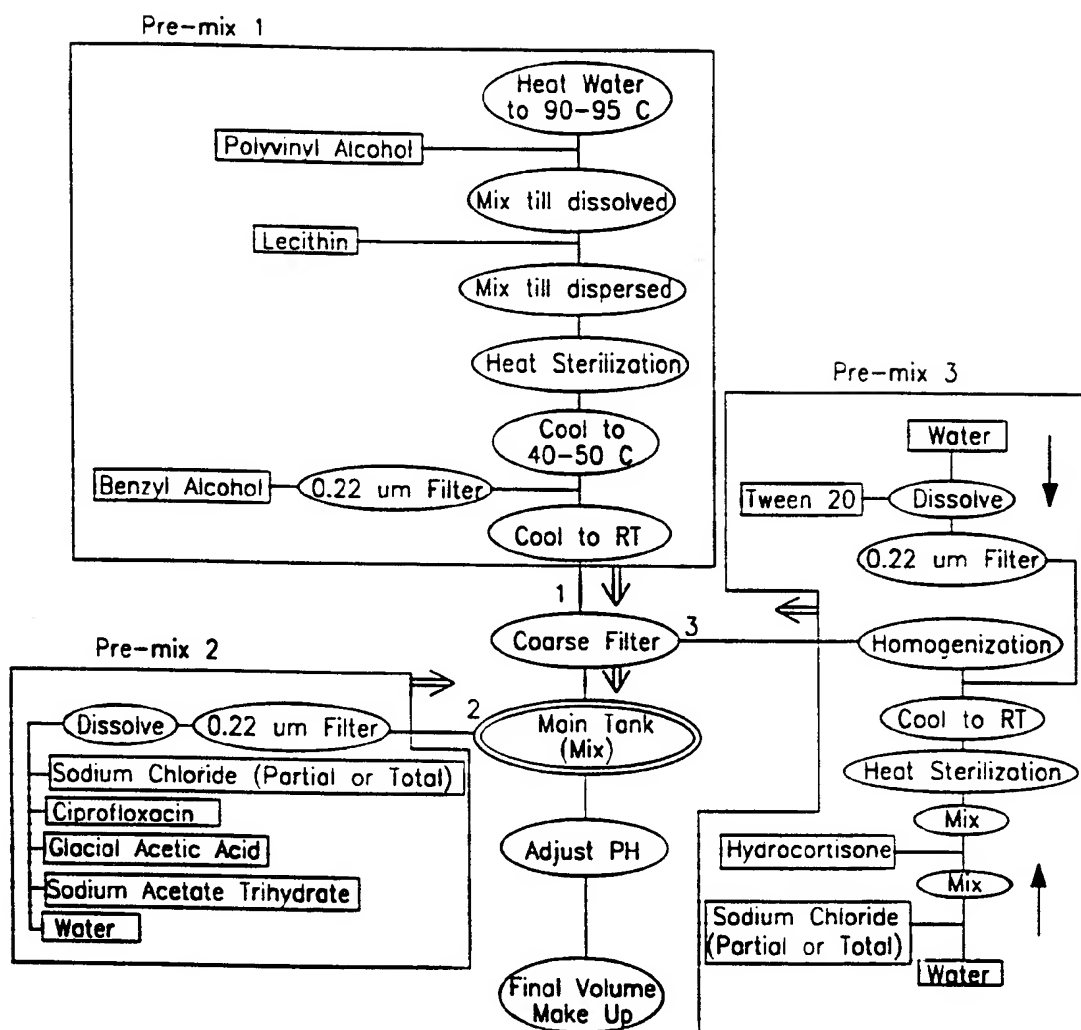 Pre-mix 1
Heat Water
to 90-95 C
Polyvinyl Alcohol
Mix till dissolved
Lecithin
Mix till dispersed
Heat Sterilization
Cool to
40-50 C
Benzyl Alcohol
0.22 um Filter
Cool to RT
1
Coarse Filter
3
Pre-mix 3
Water
Tween 20
Dissolve
0.22 um Filter
Homogenization
Cool to RT
Heat Sterilization
Mix
Hydrocortisone
Mix
Sodium Chloride
(Partial or Total)
Water
Pre-mix 2
Dissolve
0.22 um Filter
2
Main Tank
(Mix)
Sodium Chloride (Partial or Total)
Ciprofloxacin
Glacial Acetic Acid
Sodium Acetate Trihydrate
Water
Adjust PH
Final Volume
Make Up